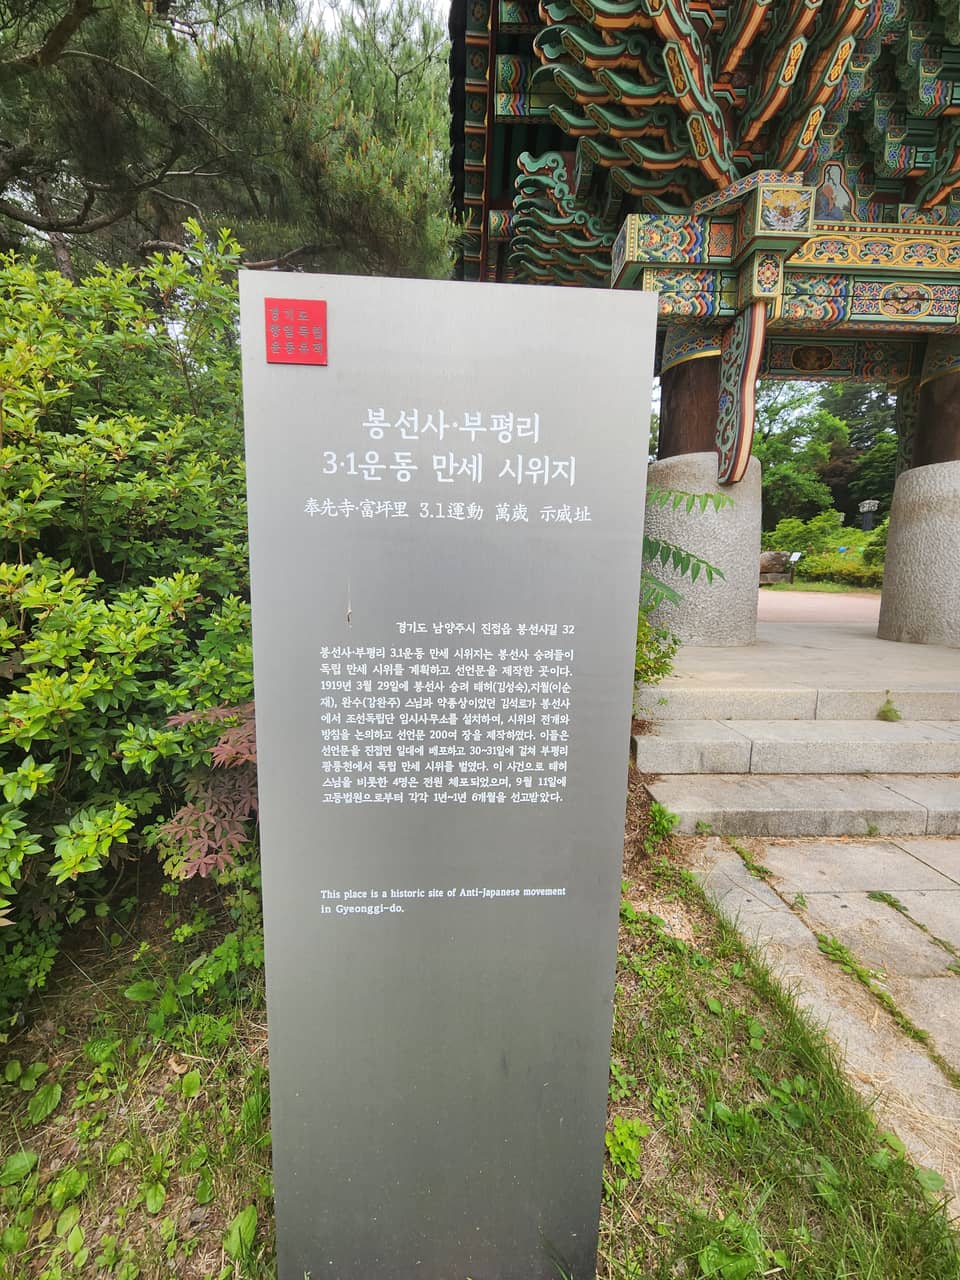 경기도
항일독립
운동유적
봉선사·부평리
3·1운동 만세 시위지
奉先寺·富坪里 3.1運動 萬歲 示威址
경기도 남양주시 진접읍 봉선사길 32
봉선사·부평리 3.1운동 만세 시위지는 봉선사 승려들이
독립 만세 시위를 계획하고 선언문을 제작한 곳이다.
1919년 3월 29일에 봉선사 승려 태허(김성숙),지월(이순
재), 완수(강완주) 스님과 약종상이었던 김석로가 봉선사
에서 조선독립단 임시사무소를 설치하여, 시위의 전개와
방침을 논의하고 선언문 200여 장을 제작하였다. 이들은
선언문을 진접면 일대에 배포하고 30~31일에 걸쳐 부평리
광릉천에서 독립 만세 시위를 벌였다. 이 사건으로 태허
스님을 비롯한 4명은 전원 체포되었으며, 9월 11일에
고등법원으로부터 각각 1년~1년 6개월을 선고받았다.
This place is a historic site of Anti-Japanese movement
in Gyeonggi-do.